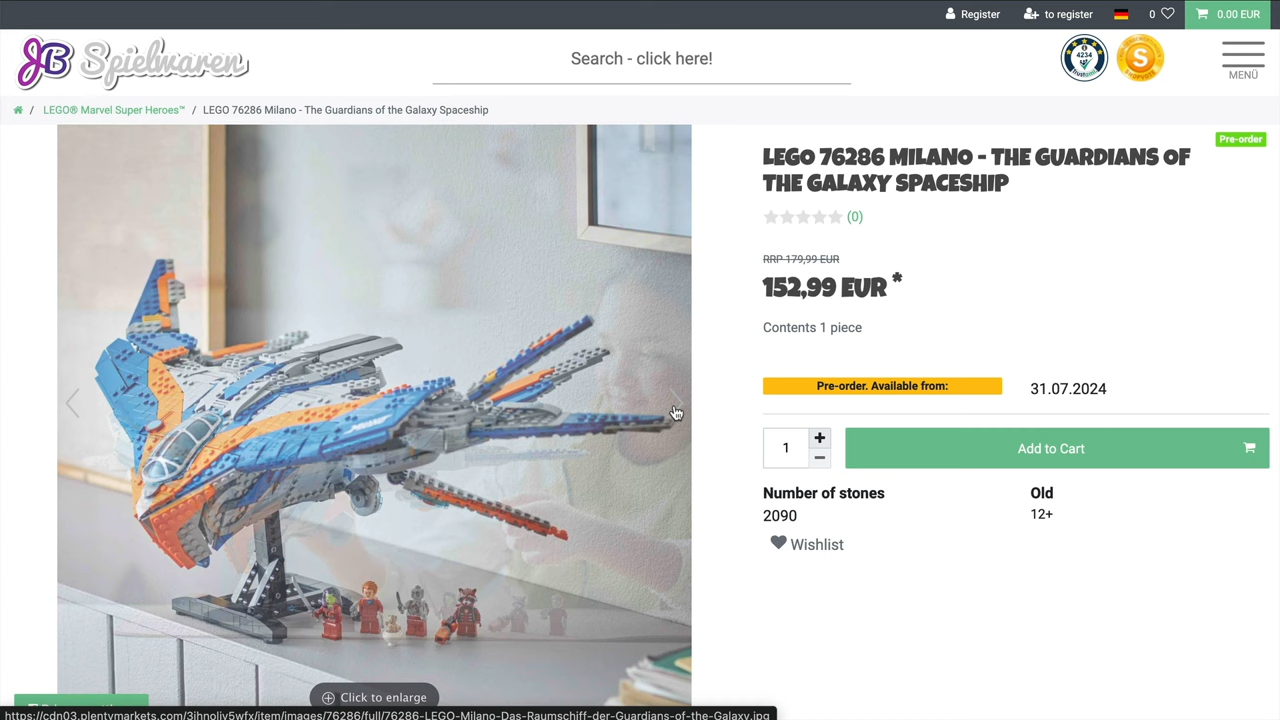 Register
to register
0
0.00 EUR
JB Spielwaren
Search - click here!
4234
S
MENÜ
/ LEGO® Marvel Super Heroes™ / LEGO 76286 Milano - The Guardians of the Galaxy Spaceship
Pre-order
LEGO 76286 MILANO - THE GUARDIANS OF
THE GALAXY SPACESHIP
(0)
RRP 179,99 EUR
152,99 EUR *
Contents 1 piece
Pre-order. Available from:
31.07.2024
1
+
−
Add to Cart
Number of stones
Old
2090
12+
Wishlist
Click to enlarge
https://cdn03.plentymarkets.com/3jhnoljv5wfx/item/images/76286/full/76286-LEGO-Milano-Das-Raumschiff-der-Guardians-of-the-Galaxy.jpg